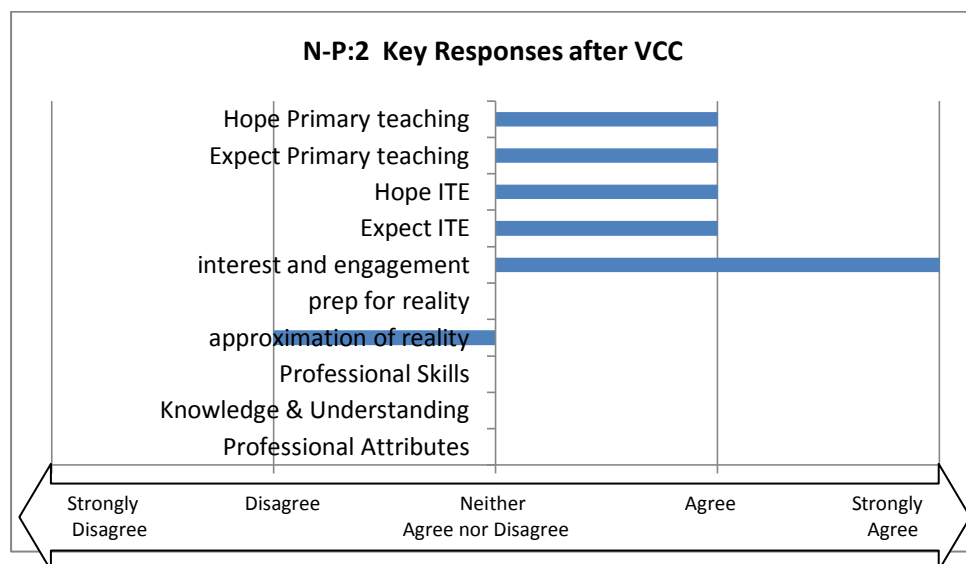 N-P:2 Key Responses after VCC
Hope Primary teaching
Expect Primary teaching
Hope ITE
Expect ITE
interest and engagement
prep for reality
approximation of reality
Professional Skills
Knowledge & Understanding
Professional Attributes
Strongly Disagree Neither Agree Strongly
Disagree Agree nor Disagree Agree